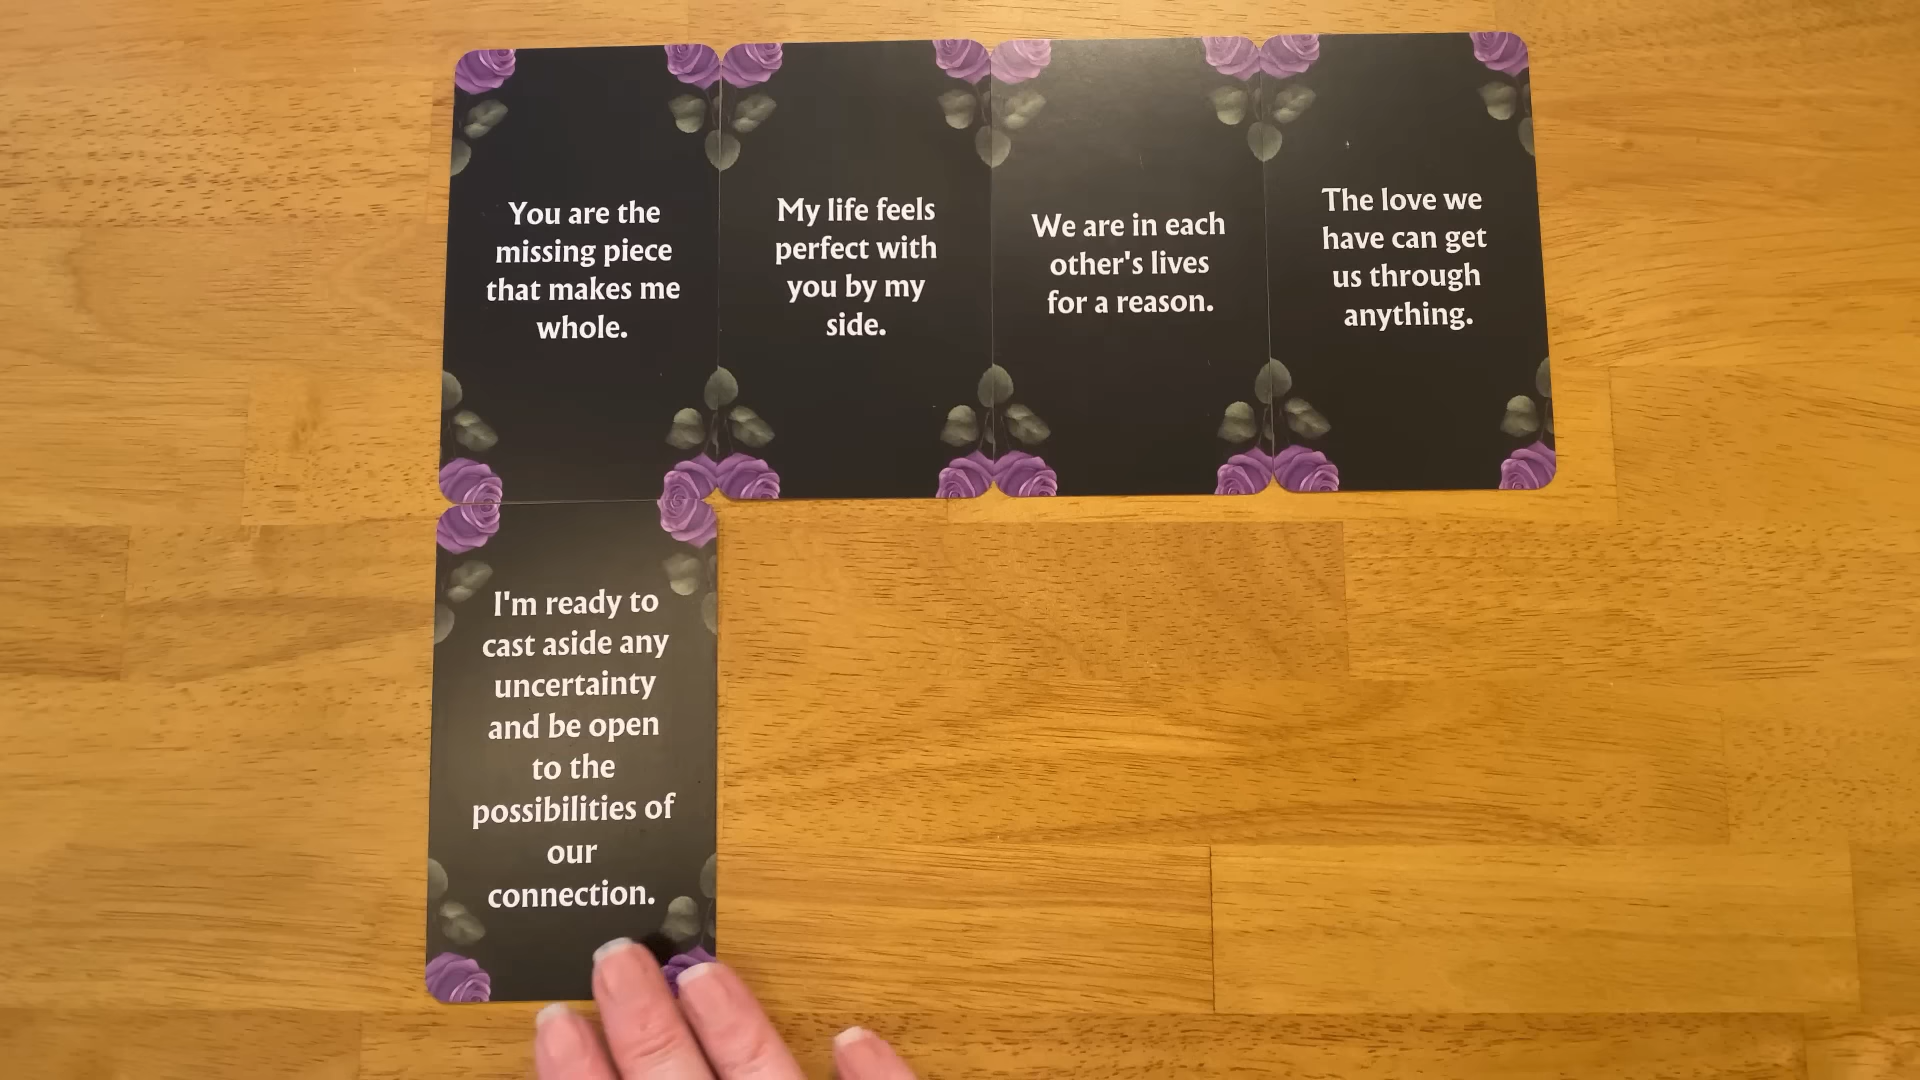 You are the
missing piece
that makes me
whole.
My life feels
perfect with
you by my
side.
We are in each
other's lives
for a reason.
The love we
have can get
us through
anything.
I'm ready to
cast aside any
uncertainty
and be open
to the
possibilities of
our
connection.